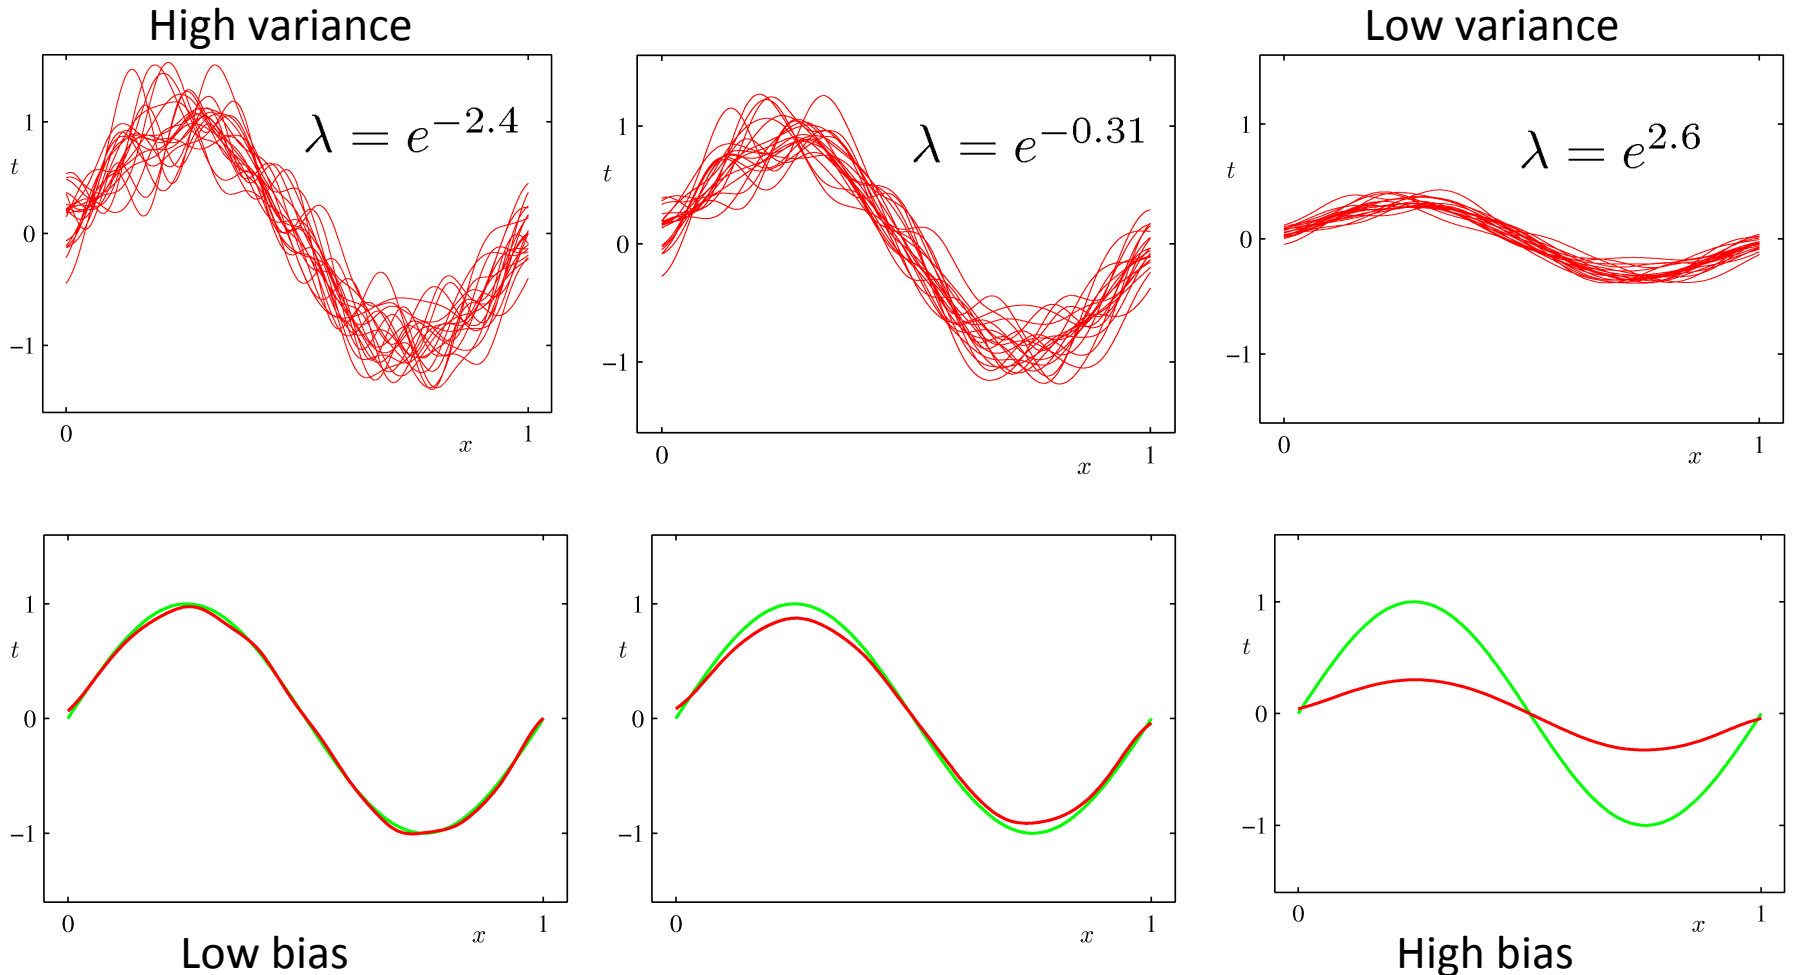 High variance
Low variance
λ = e^{-2.4}
λ = e^{-0.31}
λ = e^{2.6}
1
t
0
−1
0
x
1
1
t
0
−1
0
x
1
1
t
0
−1
0
x
1
1
t
0
−1
0
x
1
1
t
0
−1
0
x
1
1
t
0
−1
0
x
1
Low bias
High bias